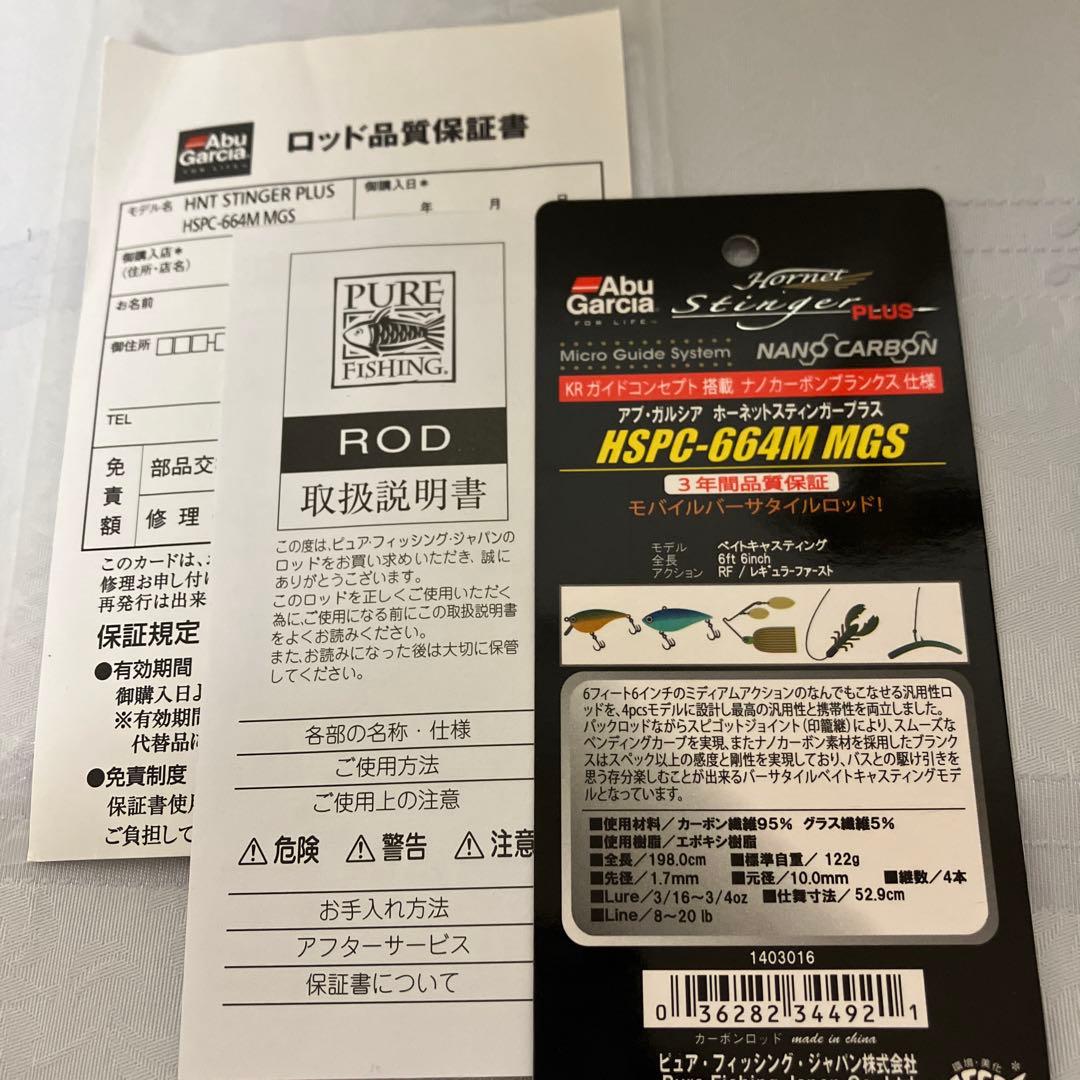 Abu Garcia
FOR LIFE
ロッド品質保証書
モデル名 HNT STINGER PLUS
HSPC-664M MGS
御購入日*
年 月 日
御購入店*
(住所・店名)
お名前
御住所
TEL
免責額
部品交
修理
このカードは、
修理お申し付け
再発行は出来
保証規定
●有効期間
御購入日よ
※有効期間
代替品に
●免責制度
保証書使用
ご負担して
PURE
FISHING®
ROD
取扱説明書
この度は、ピュア・フィッシング・ジャパンの
ロッドをお買い求めいただき、誠に
ありがとうございます。
このロッドを正しくご使用いただく
為に、ご使用になる前にこの取扱説明書
をよくお読みください。
また、お読みになった後は大切に保管
してください。
各部の名称・仕様
ご使用方法
ご使用上の注意
⚠危険 ⚠警告 ⚠注意
お手入れ方法
アフターサービス
保証書について
Abu Garcia®
FOR LIFE™
Hornet
Stinger PLUS
Micro Guide System NANO CARBON
KRガイドコンセプト 搭載 ナノカーボンブランクス 仕様
アブ・ガルシア ホーネットスティンガープラス
HSPC-664M MGS
3年間品質保証
モバイルバーサタイルロッド!
モデル ベイトキャスティング
全長 6ft 6inch
アクション RF / レギュラーファースト
6フィート6インチのミディアムアクションのなんでもこなせる汎用性ロ
ッドを、4pcsモデルに設計し最高の汎用性と携帯性を両立しました。
パックロッドながらスピゴットジョイント(印籠継)により、スムーズな
ベンディングカーブを実現、またナノカーボン素材を採用したブランク
スはスペック以上の感度と剛性を実現しており、バスとの駆け引きを
思う存分楽しむことが出来るバーサタイルベイトキャスティングモデ
ルとなっています。
■使用材料/カーボン繊維95% グラス繊維5%
■使用樹脂/エポキシ樹脂
■全長/198.0cm ■標準自重/122g
■先径/1.7mm ■元径/10.0mm ■継数/4本
■Lure/3/16~3/4oz ■仕舞寸法/52.9cm
■Line/8~20 lb
1403016
0 36282 34492 1
カーボンロッド made in china
ピュア・フィッシング・ジャパン株式会社
環境・美化